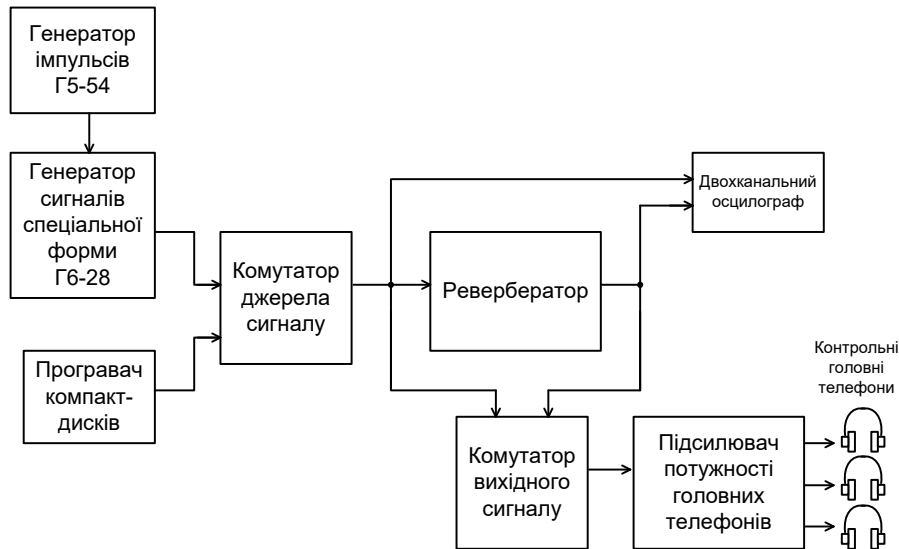 Генератор
імпульсів
Г5-54
Генератор
сигналів
спеціальної
форми
Г6-28
Програвач
компакт-
дисків
Комутатор
джерела
сигналу
Ревербератор
Двохканальний
осцилограф
Комутатор
вихідного
сигналу
Підсилювач
потужності
головних
телефонів
Контрольні
головні
телефони